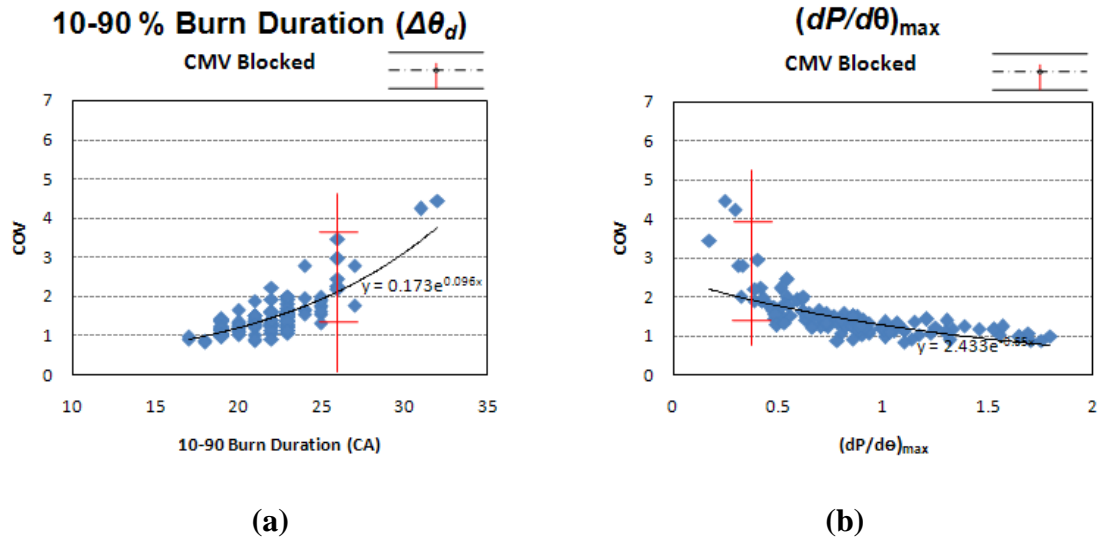 10-90 % Burn Duration (Δθd)
CMV Blocked
7
6
5
4
3
2
1
0
COV
y = 0.173e0.096x
10 15 20 25 30 35
10-90 Burn Duration (CA)
(a)
(dP/dθ)max
CMV Blocked
7
6
5
4
3
2
1
0
COV
y = 2.433e
0 0.5 1 1.5 2
(dP/dθ)max
(b)